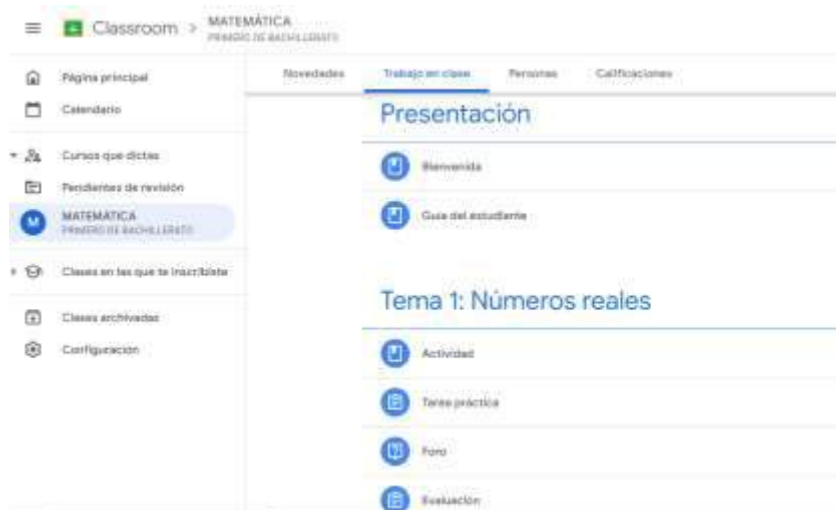 Classroom > MATEMÁTICA
PRIMERO DE BACHILLERATO
Página principal
Calendario
Cursos que dictas
Pendientes de revisión
M MATEMÁTICA
PRIMERO DE BACHILLERATO
Clases en las que te inscribiste
Clases archivadas
Configuración
Novedades Trabajo en clase Personas Calificaciones
Presentación
Bienvenida
Guia del estudiante
Tema 1: Números reales
Actividad
Tarea práctica
Foro
Evaluación